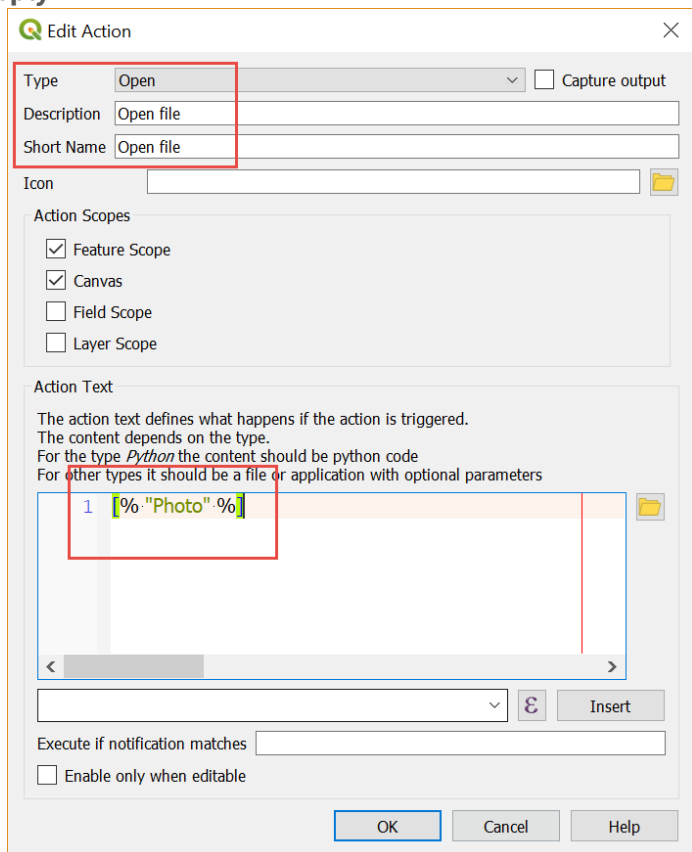 Edit Action
Type Open Capture output
Description Open file
Short Name Open file
Icon
Action Scopes
Feature Scope
Canvas
Field Scope
Layer Scope
Action Text
The action text defines what happens if the action is triggered.
The content depends on the type.
For the type Python the content should be python code
For other types it should be a file or application with optional parameters
1 [% "Photo" %]
ε Insert
Execute if notification matches
Enable only when editable
OK Cancel Help